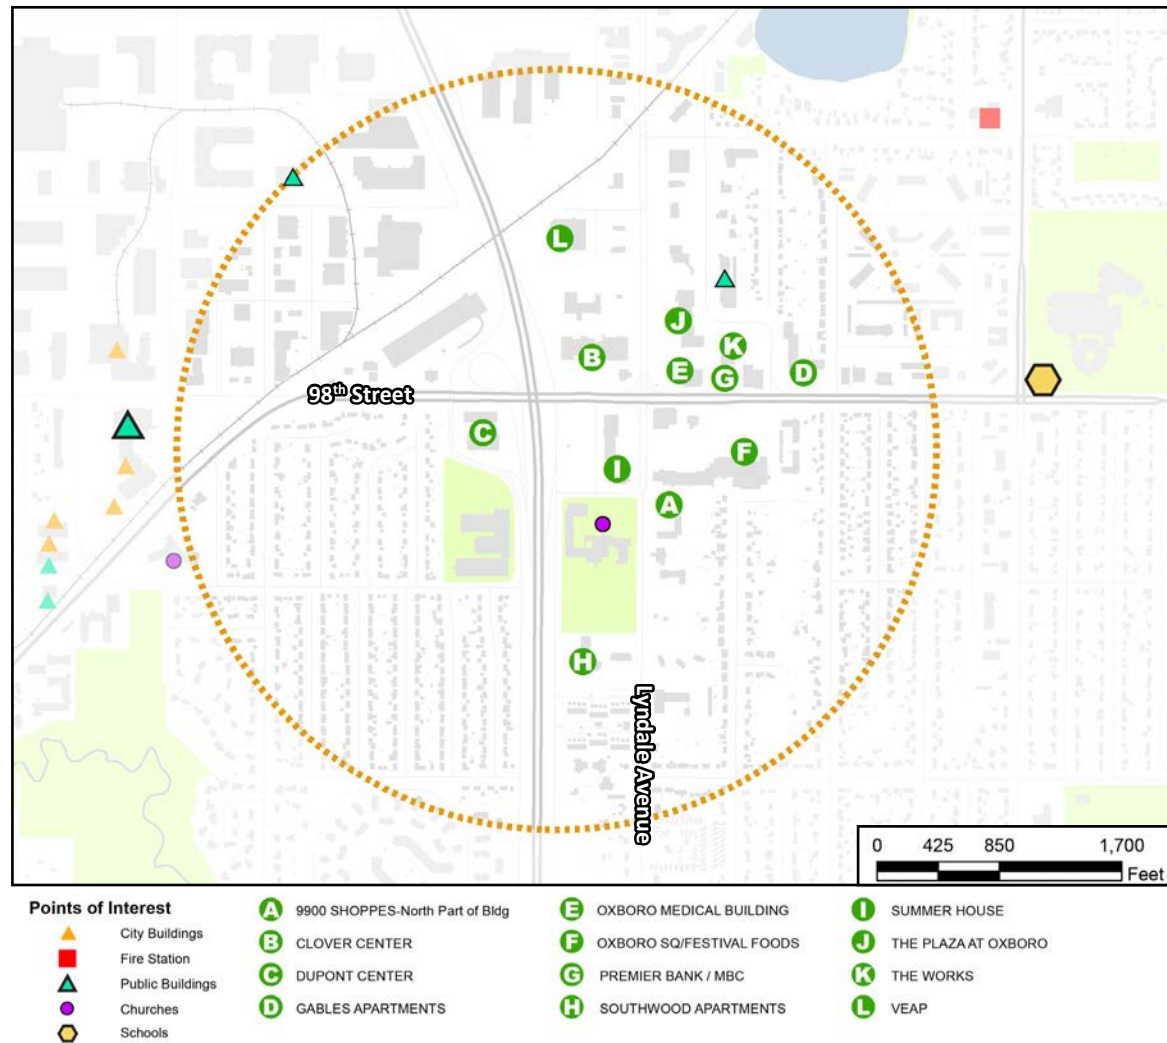 L
J
K
B
E
G
D
98th Street
C
F
I
A
H
Lyndale Avenue
0 425 850 1,700
Feet
Points of Interest
City Buildings
Fire Station
Public Buildings
Churches
Schools
A 9900 SHOPPES-North Part of Bldg
B CLOVER CENTER
C DUPONT CENTER
D GABLES APARTMENTS
E OXBORO MEDICAL BUILDING
F OXBORO SQ/FESTIVAL FOODS
G PREMIER BANK / MBC
H SOUTHWOOD APARTMENTS
I SUMMER HOUSE
J THE PLAZA AT OXBORO
K THE WORKS
L VEAP